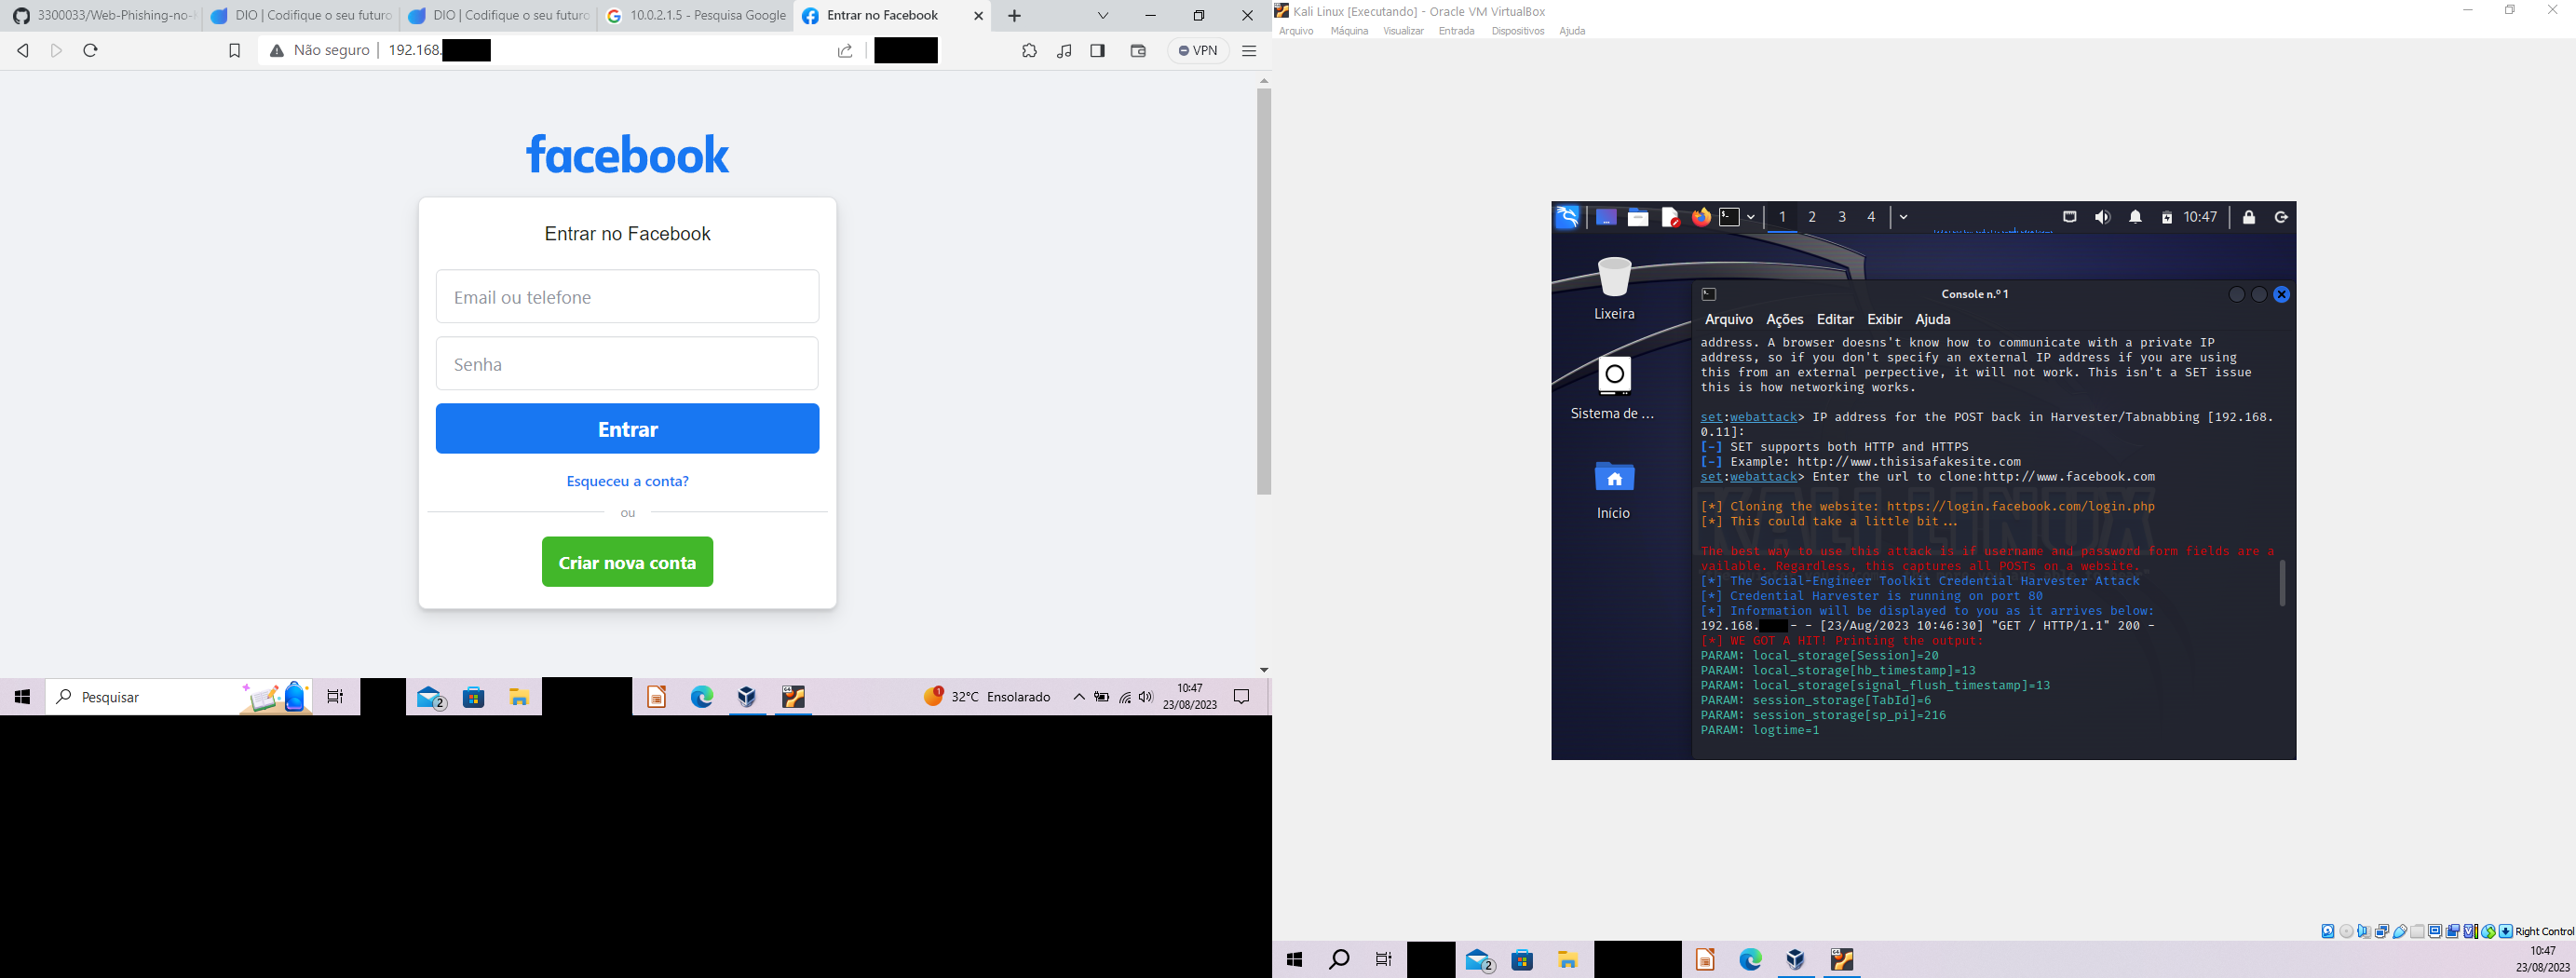 3300033/Web-Phishing-no-
DIO | Codifique o seu futuro
DIO | Codifique o seu futuro
10.0.2.1.5 - Pesquisa Google
Entrar no Facebook
Não seguro
192.168.
VPN
facebook
Entrar no Facebook
Email ou telefone
Senha
Entrar
Esqueceu a conta?
ou
Criar nova conta
Pesquisar
2
1
32°C Ensolarado
10:47
23/08/2023
Kali Linux [Executando] - Oracle VM VirtualBox
Arquivo Máquina Visualizar Entrada Dispositivos Ajuda
1 2 3 4
10:47
Lixeira
Sistema de ...
Início
Console n.º 1
Arquivo Ações Editar Exibir Ajuda
address. A browser doesns't know how to communicate with a private IP
address, so if you don't specify an external IP address if you are using
this from an external perpective, it will not work. This isn't a SET issue
this is how networking works.
set:webattack> IP address for the POST back in Harvester/Tabnabbing [192.168.
0.11]:
[-] SET supports both HTTP and HTTPS
[-] Example: http://www.thisisafakesite.com
set:webattack> Enter the url to clone:http://www.facebook.com
[*] Cloning the website: https://login.facebook.com/login.php
[*] This could take a little bit...
The best way to use this attack is if username and password form fields are a
vailable. Regardless, this captures all POSTs on a website.
[*] The Social-Engineer Toolkit Credential Harvester Attack
[*] Credential Harvester is running on port 80
[*] Information will be displayed to you as it arrives below:
192.168. - - [23/Aug/2023 10:46:30] "GET / HTTP/1.1" 200 -
[*] WE GOT A HIT! Printing the output:
PARAM: local_storage[Session]=20
PARAM: local_storage[hb_timestamp]=13
PARAM: local_storage[signal_flush_timestamp]=13
PARAM: session_storage[TabId]=6
PARAM: session_storage[sp_pi]=216
PARAM: logtime=1
KALI LINUX
Right Control
2
10:47
23/08/2023